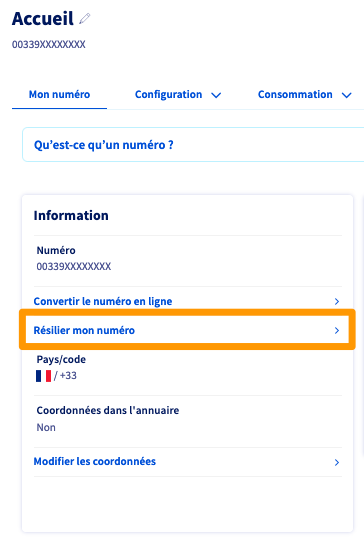 Accueil
00339XXXXXXX
Mon numéro Configuration Consommation
Qu'est-ce qu'un numéro ?
Information
Numéro
00339XXXXXXXX
Convertir le numéro en ligne
Résilier mon numéro
Pays/code
/ +33
Coordonnées dans l'annuaire
Non
Modifier les coordonnées